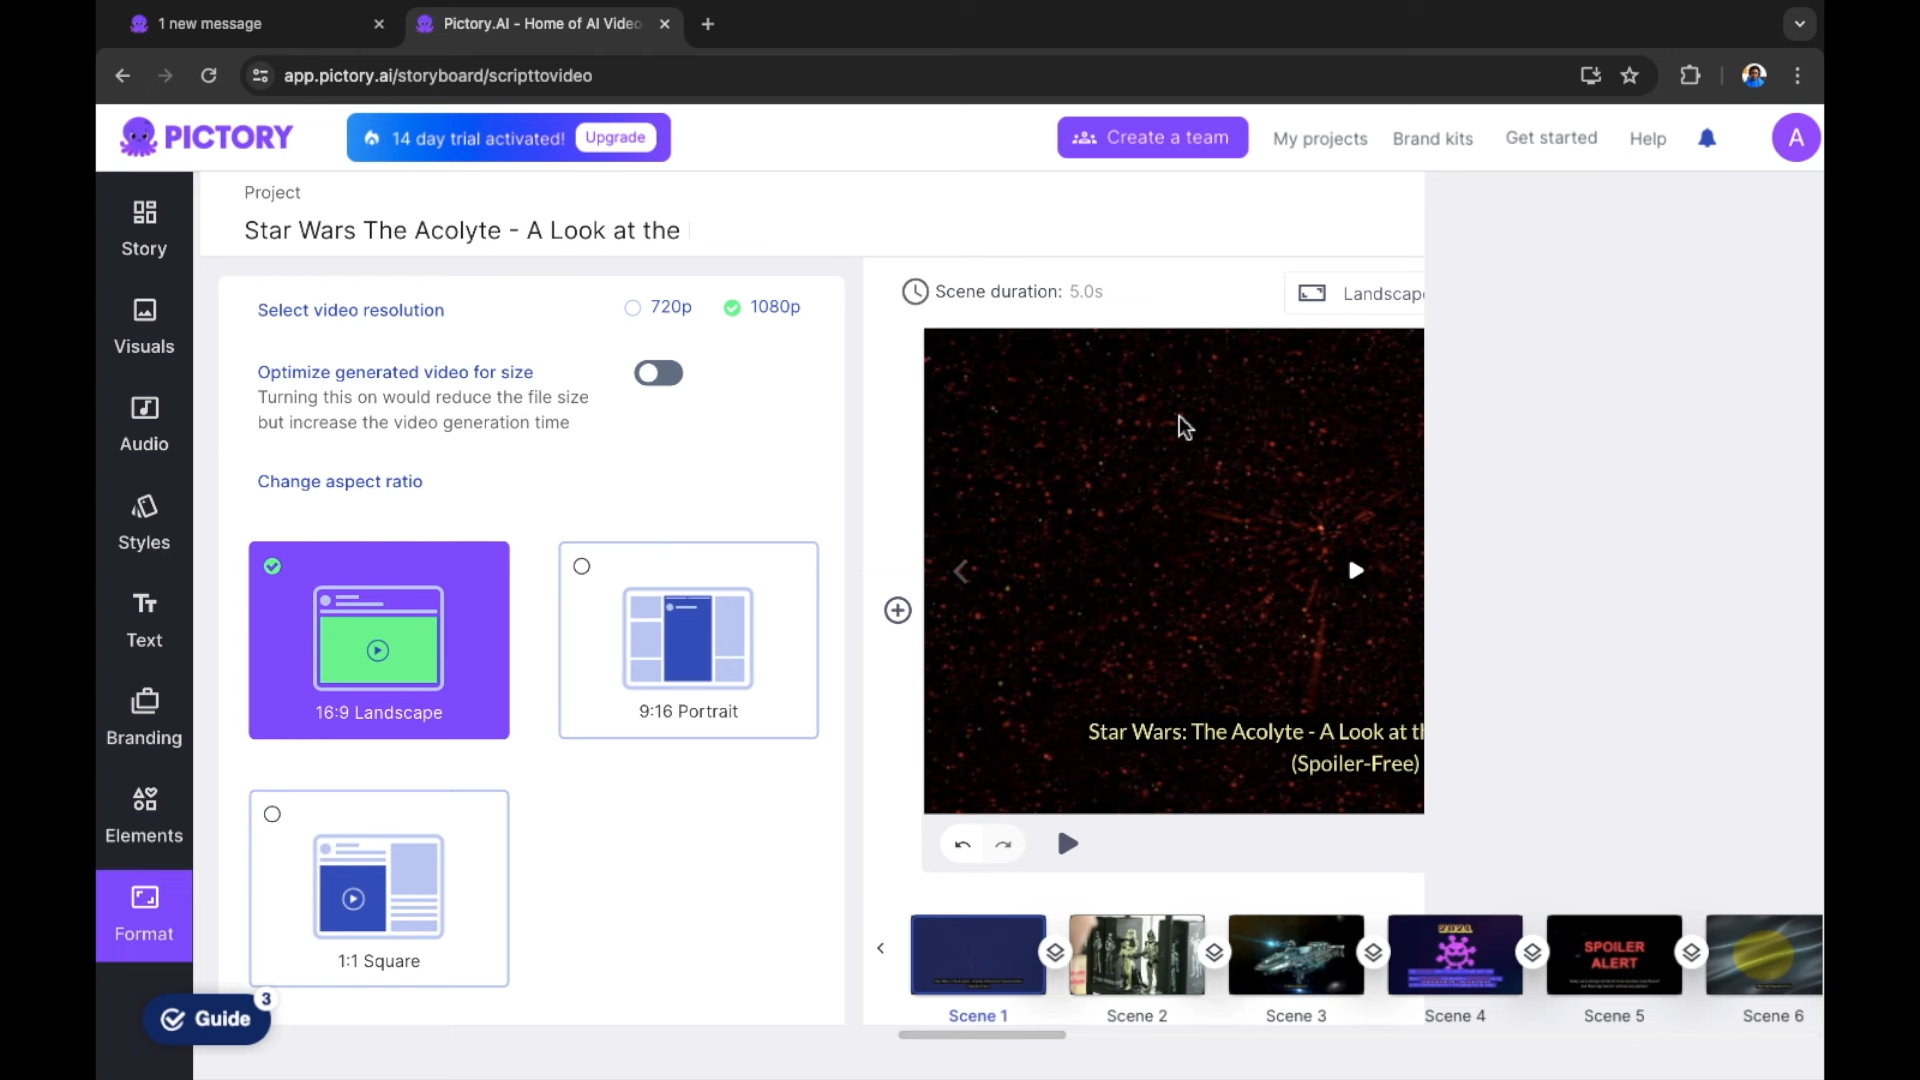 1 new message
Pictory.AI - Home of AI Video
app.pictory.ai/storyboard/scripttovideo
PICTORY
14 day trial activated!
Upgrade
Create a team
My projects
Brand kits
Get started
Help
A
Project
Star Wars The Acolyte - A Look at the
Story
Visuals
Audio
Styles
Text
Branding
Elements
Format
Guide
3
Select video resolution
720p
1080p
Optimize generated video for size
Turning this on would reduce the file size
but increase the video generation time
Change aspect ratio
16:9 Landscape
9:16 Portrait
1:1 Square
Scene duration: 5.0s
Landscape
Star Wars: The Acolyte - A Look at th
(Spoiler-Free)
2024
SPOILER
ALERT
Scene 1
Scene 2
Scene 3
Scene 4
Scene 5
Scene 6